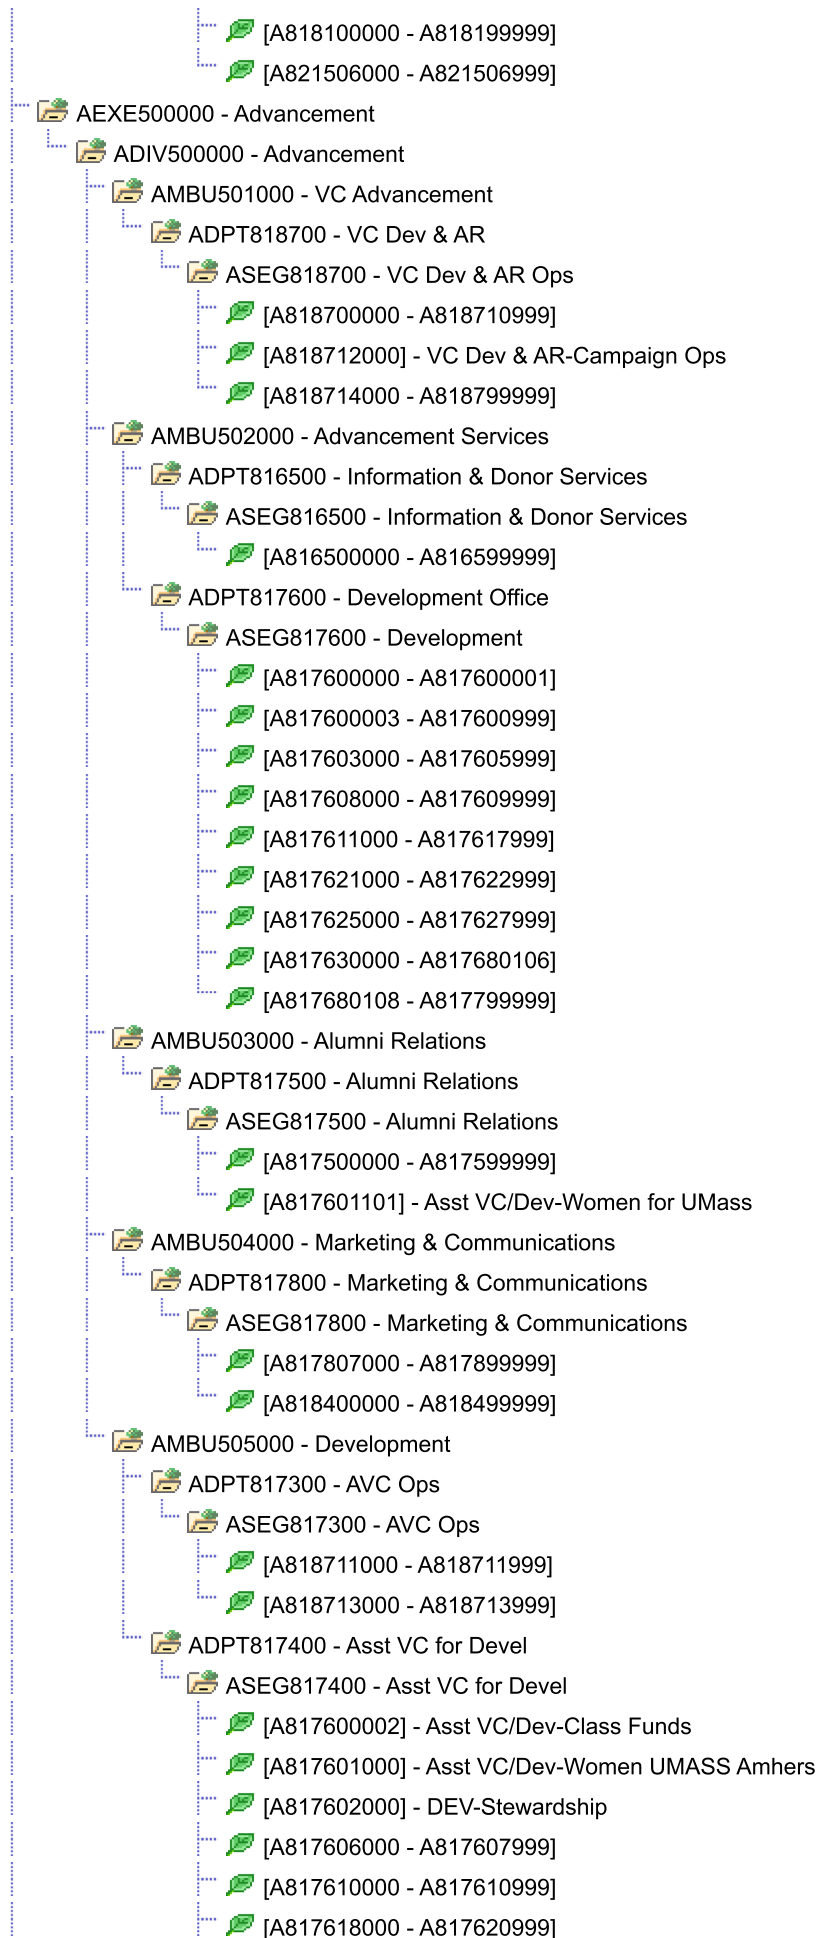 [A818100000 - A818199999]
[A821506000 - A821506999]
AEXE500000 - Advancement
ADIV500000 - Advancement
AMBU501000 - VC Advancement
ADPT818700 - VC Dev & AR
ASEG818700 - VC Dev & AR Ops
[A818700000 - A818710999]
[A818712000] - VC Dev & AR-Campaign Ops
[A818714000 - A818799999]
AMBU502000 - Advancement Services
ADPT816500 - Information & Donor Services
ASEG816500 - Information & Donor Services
[A816500000 - A816599999]
ADPT817600 - Development Office
ASEG817600 - Development
[A817600000 - A817600001]
[A817600003 - A817600999]
[A817603000 - A817605999]
[A817608000 - A817609999]
[A817611000 - A817617999]
[A817621000 - A817622999]
[A817625000 - A817627999]
[A817630000 - A817680106]
[A817680108 - A817799999]
AMBU503000 - Alumni Relations
ADPT817500 - Alumni Relations
ASEG817500 - Alumni Relations
[A817500000 - A817599999]
[A817601101] - Asst VC/Dev-Women for UMass
AMBU504000 - Marketing & Communications
ADPT817800 - Marketing & Communications
ASEG817800 - Marketing & Communications
[A817807000 - A817899999]
[A818400000 - A818499999]
AMBU505000 - Development
ADPT817300 - AVC Ops
ASEG817300 - AVC Ops
[A818711000 - A818711999]
[A818713000 - A818713999]
ADPT817400 - Asst VC for Devel
ASEG817400 - Asst VC for Devel
[A817600002] - Asst VC/Dev-Class Funds
[A817601000] - Asst VC/Dev-Women UMASS Amhers
[A817602000] - DEV-Stewardship
[A817606000 - A817607999]
[A817610000 - A817610999]
[A817618000 - A817620999]